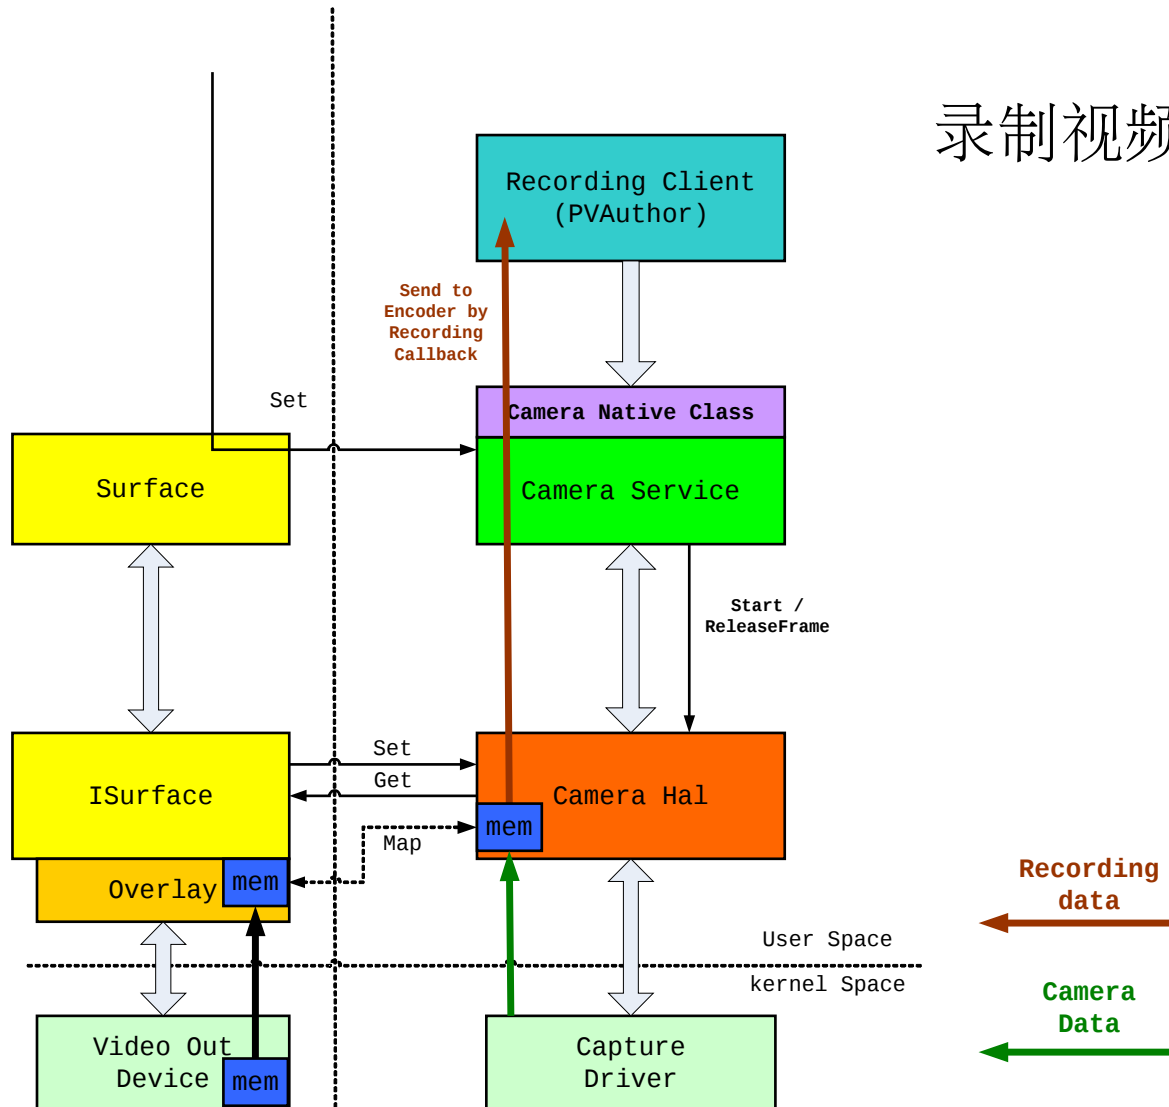 录制视频
Recording Client
(PVAuthor)
Send to
Encoder by
Recording
Callback
Set
Camera Native Class
Surface
Camera Service
Start /
ReleaseFrame
Set
Get
ISurface
Camera Hal
mem
Map
Overlay
mem
Recording
data
User Space
kernel Space
Camera
Data
Video Out
Device
mem
Capture
Driver